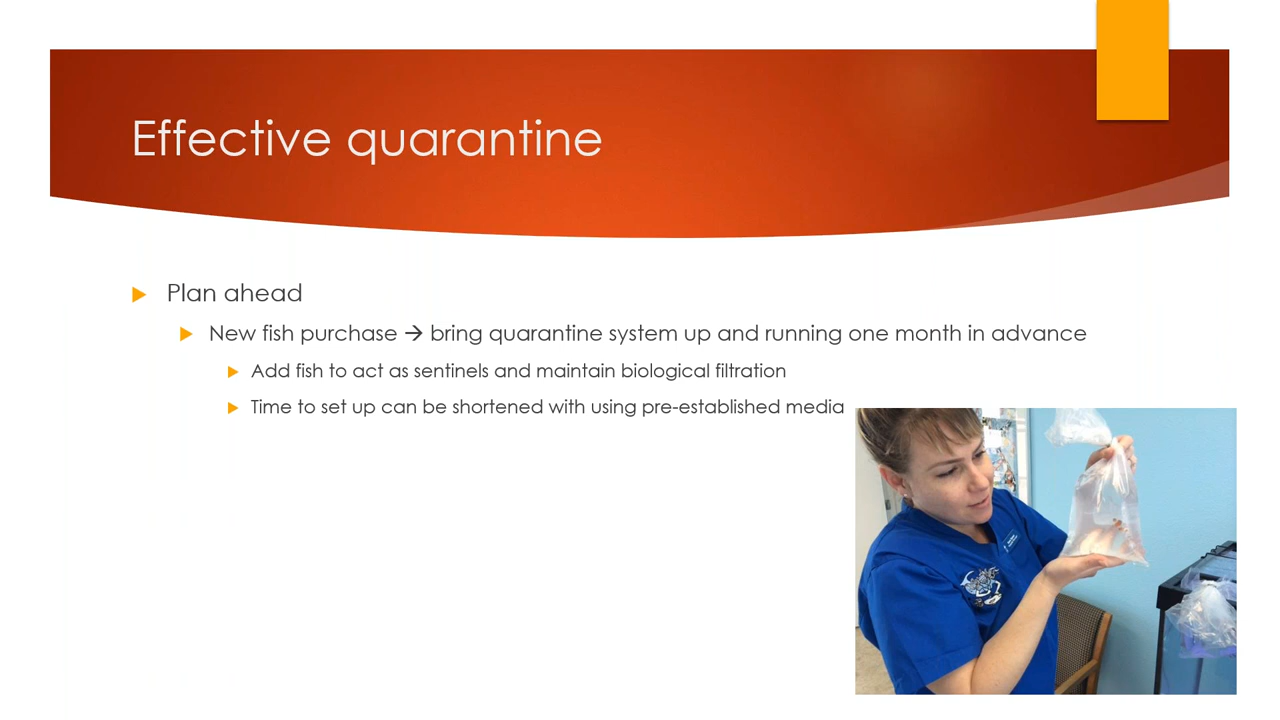 Effective quarantine
Plan ahead
New fish purchase → bring quarantine system up and running one month in advance
Add fish to act as sentinels and maintain biological filtration
Time to set up can be shortened with using pre-established media